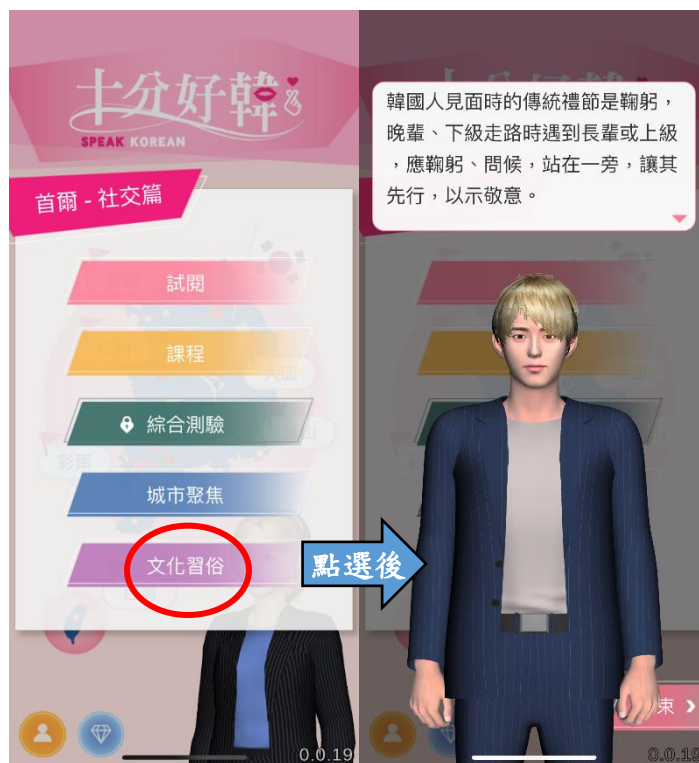 十分好韓
SPEAK KOREAN
首爾 - 社交篇
試閱
課程
綜合測驗
城市聚焦
文化習俗
彩蛋
山
0.0.19
點選後
韓國人見面時的傳統禮節是鞠躬，
晚輩、下級走路時遇到長輩或上級
，應鞠躬、問候，站在一旁，讓其
先行，以示敬意。
束
0.0.19